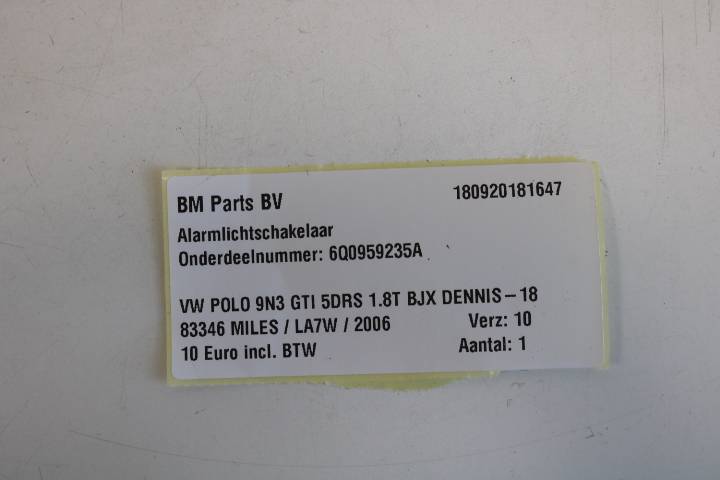 BM Parts BV 180920181647
Alarmlichtschakelaar
Onderdeelnummer: 6Q0959235A
VW POLO 9N3 GTI 5DRS 1.8T BJX DENNIS-18
83346 MILES / LA7W / 2006 Verz: 10
10 Euro incl. BTW Aantal: 1